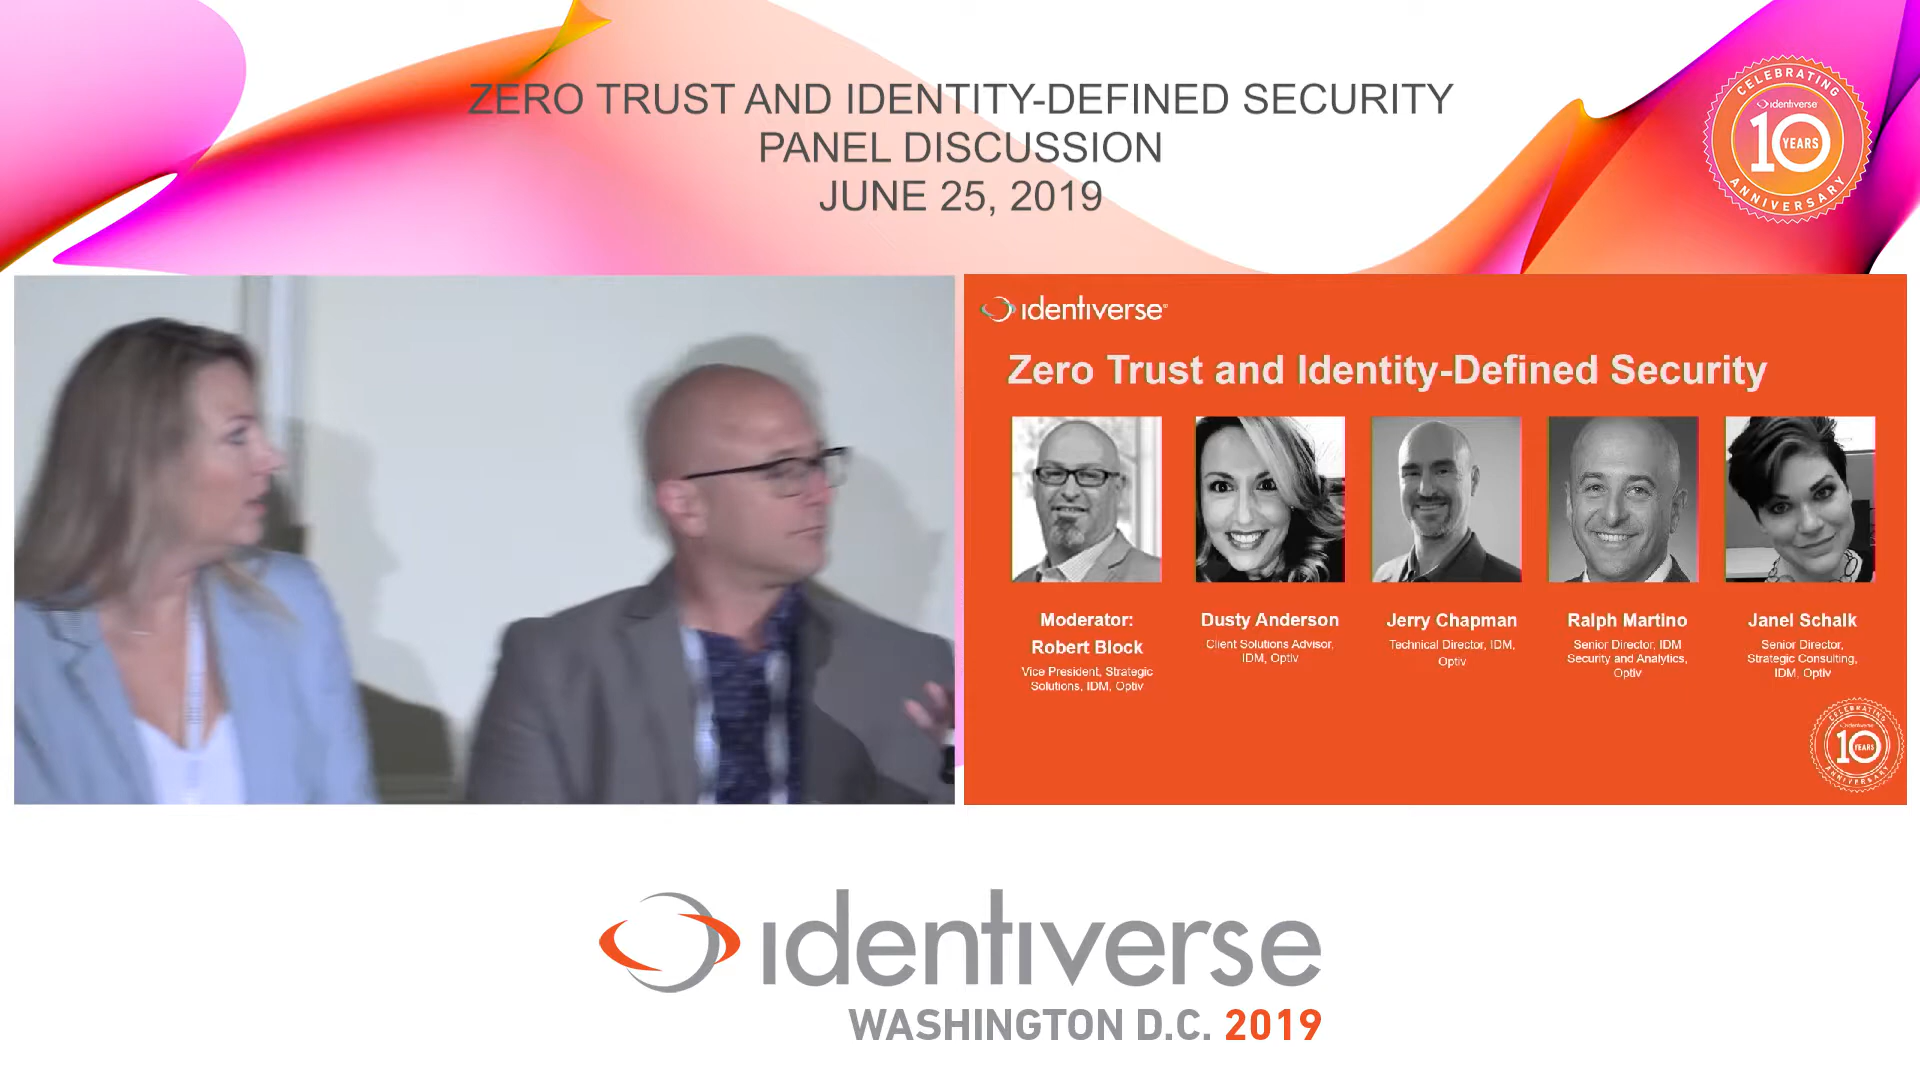 ZERO TRUST AND IDENTITY-DEFINED SECURITY
PANEL DISCUSSION
JUNE 25, 2019
CELEBRATING
identiverse
10
YEARS
ANNIVERSARY
identiverse
Zero Trust and Identity-Defined Security
Moderator:
Robert Block
Vice President, Strategic
Solutions, IDM, Optiv
Dusty Anderson
Client Solutions Advisor,
IDM, Optiv
Jerry Chapman
Technical Director, IDM,
Optiv
Ralph Martino
Senior Director, IDM
Security and Analytics,
Optiv
Janel Schalk
Senior Director,
Strategic Consulting,
IDM, Optiv
CELEBRATING
identiverse
10
YEARS
ANNIVERSARY
identiverse
WASHINGTON D.C. 2019